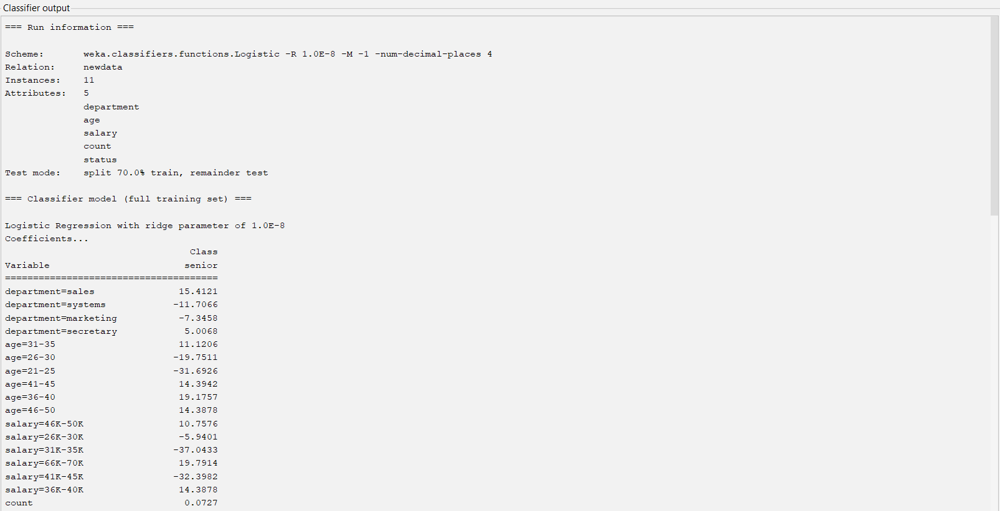 Classifier output
=== Run information ===
Scheme:       weka.classifiers.functions.Logistic -R 1.0E-8 -M -1 -num-decimal-places 4
Relation:     newdata
Instances:    11
Attributes:   5
              department
              age
              salary
              count
              status
Test mode:    split 70.0% train, remainder test
=== Classifier model (full training set) ===
Logistic Regression with ridge parameter of 1.0E-8
Coefficients...
                                 Class
Variable                        senior
======================================
department=sales               15.4121
department=systems            -11.7066
department=marketing           -7.3458
department=secretary            5.0068
age=31-35                      11.1206
age=26-30                     -19.7511
age=21-25                     -31.6926
age=41-45                      14.3942
age=36-40                      19.1757
age=46-50                      14.3878
salary=46K-50K                 10.7576
salary=26K-30K                 -5.9401
salary=31K-35K                -37.0433
salary=66K-70K                 19.7914
salary=41K-45K                -32.3982
salary=36K-40K                 14.3878
count                           0.0727